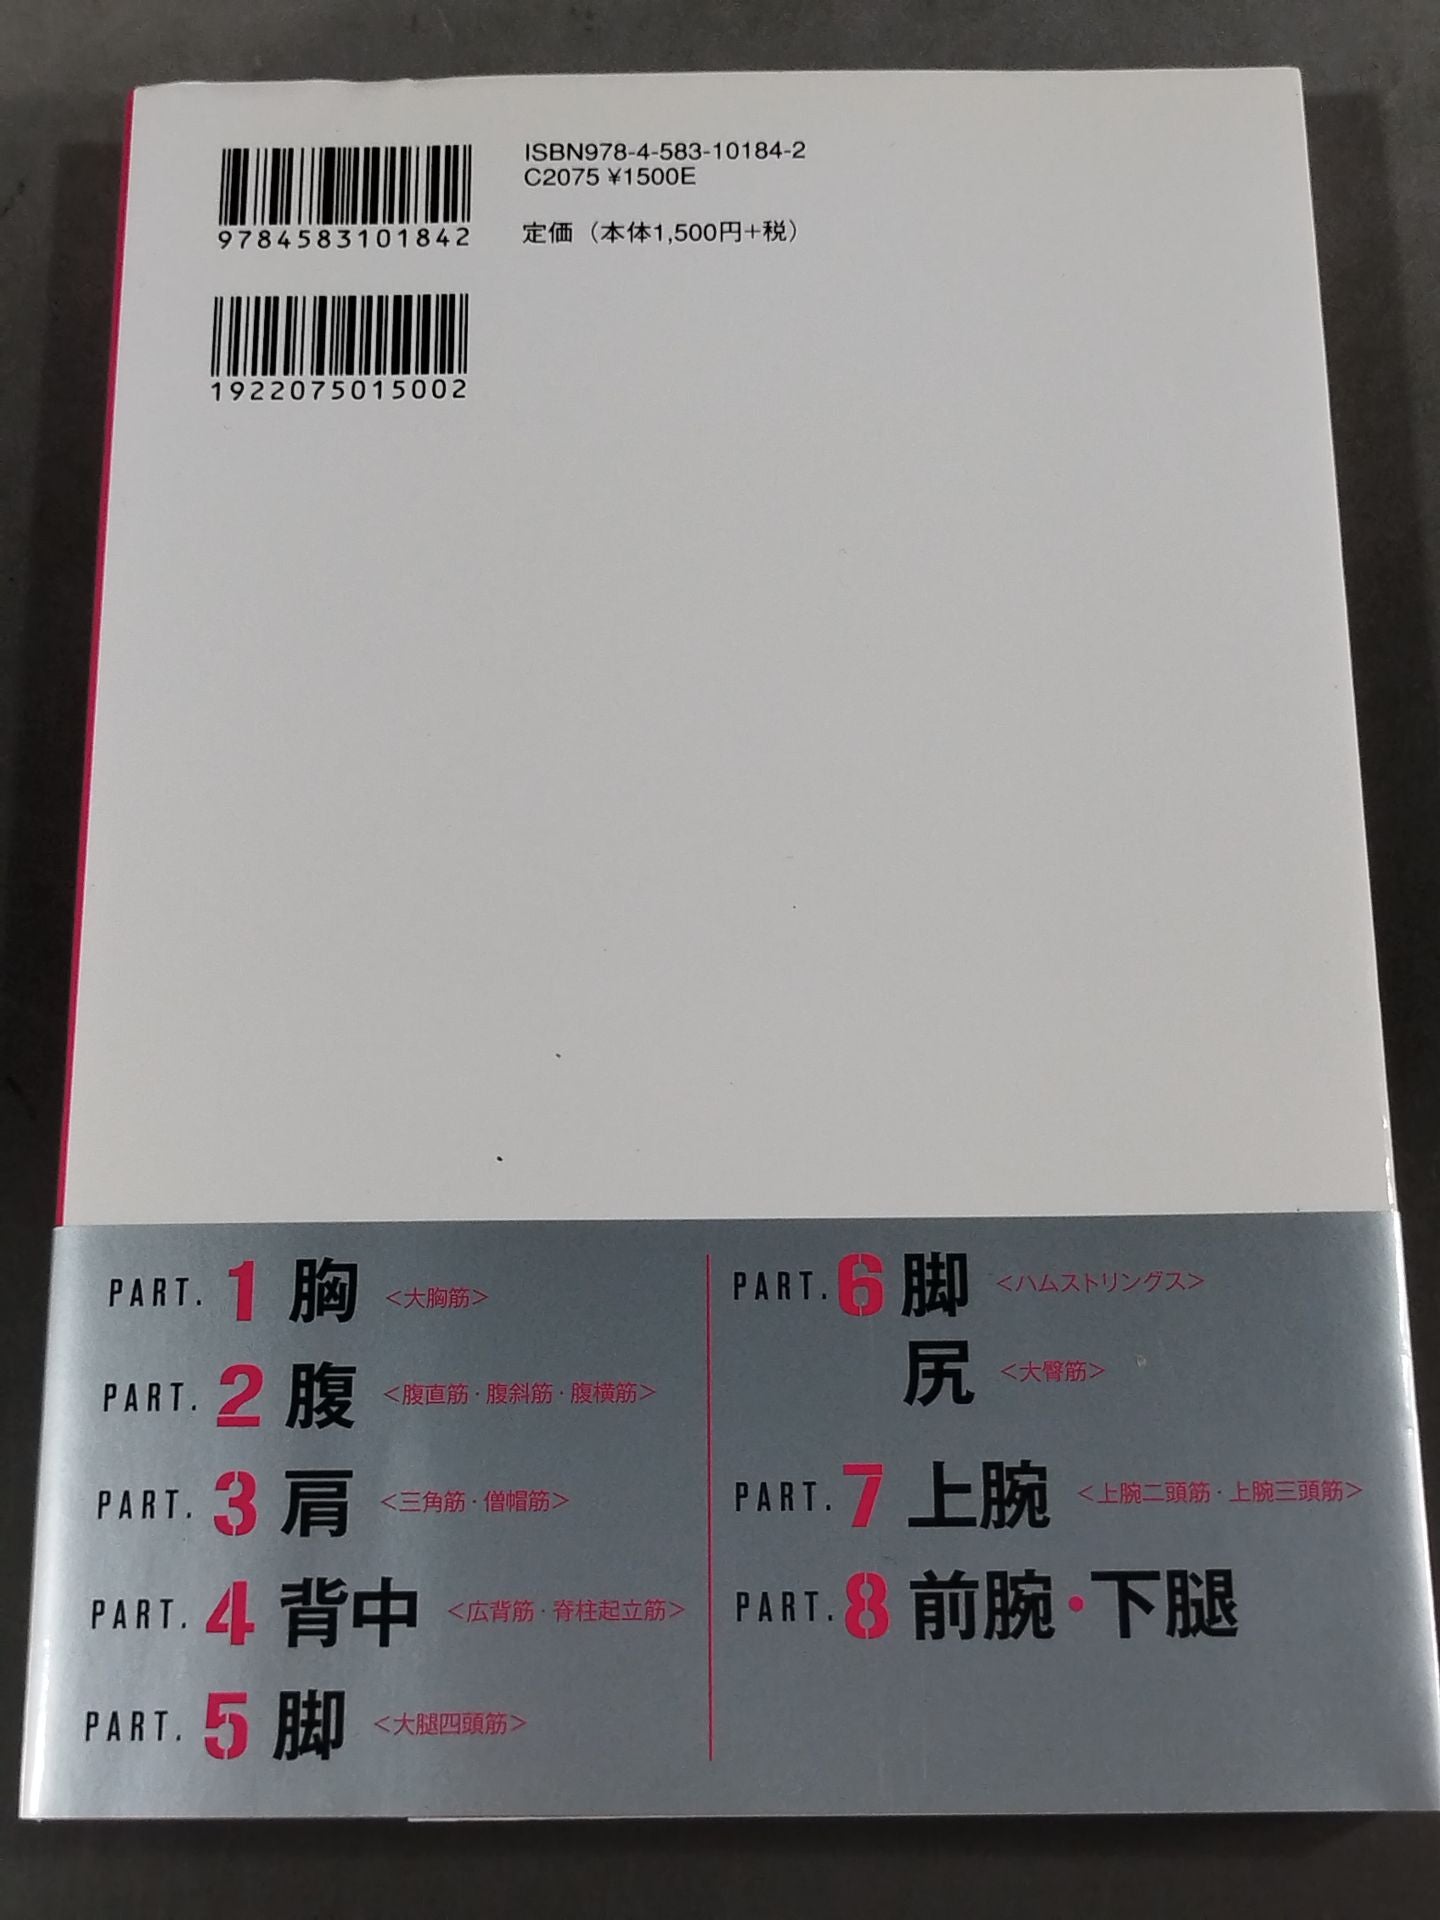 ISBN978-4-583-10184-2
C2075 ¥1500E
定価（本体1,500円+税）
9784583101842
1922075015002
PART.1 胸 <大胸筋>
PART.2 腹 <腹直筋・腹斜筋・腹横筋>
PART.3 肩 <三角筋・僧帽筋>
PART.4 背中 <広背筋・脊柱起立筋>
PART.5 脚 <大腿四頭筋>
PART.6 脚 <ハムストリングス>
尻 <大臀筋>
PART.7 上腕 <上腕二頭筋・上腕三頭筋>
PART.8 前腕・下腿